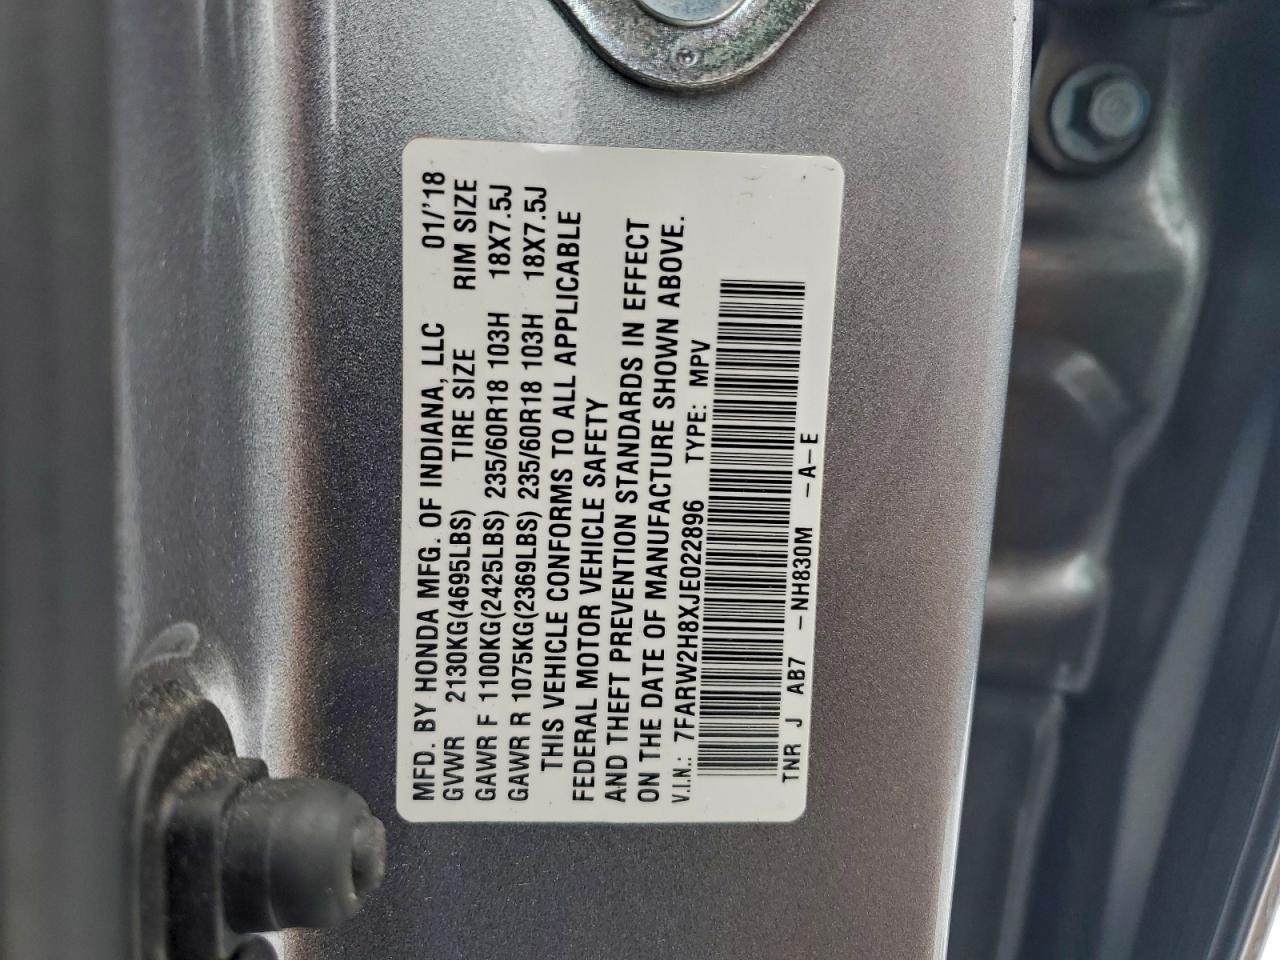 MFD. BY HONDA MFG. OF INDIANA, LLC 01/'18
GVWR 2130KG(4695LBS) TIRE SIZE RIM SIZE
GAWR F 1100KG(2425LBS) 235/60R18 103H 18X7.5J
GAWR R 1075KG(2369LBS) 235/60R18 103H 18X7.5J
THIS VEHICLE CONFORMS TO ALL APPLICABLE
FEDERAL MOTOR VEHICLE SAFETY
AND THEFT PREVENTION STANDARDS IN EFFECT
ON THE DATE OF MANUFACTURE SHOWN ABOVE.
V.I.N.: 7FARW2H8XJE022896 TYPE: MPV
TNR J AB7 -NH830M -A-E